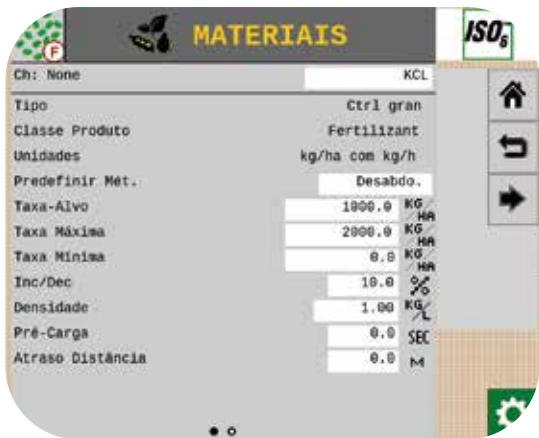 F
MATERIAIS
ISO6
Ch: None KCL
Tipo Ctrl gran
Classe Produto Fertilizant
Unidades kg/ha com kg/h
Predefinir Mét. Desabdo.
Taxa-Alvo 1000.0 KG/HA
Taxa Máxima 2000.0 KG/HA
Taxa Mínima 0.0 KG/HA
Inc/Dec 10.0 %
Densidade 1.00 KG/L
Pré-Carga 0.0 SEC
Atraso Distância 0.0 M